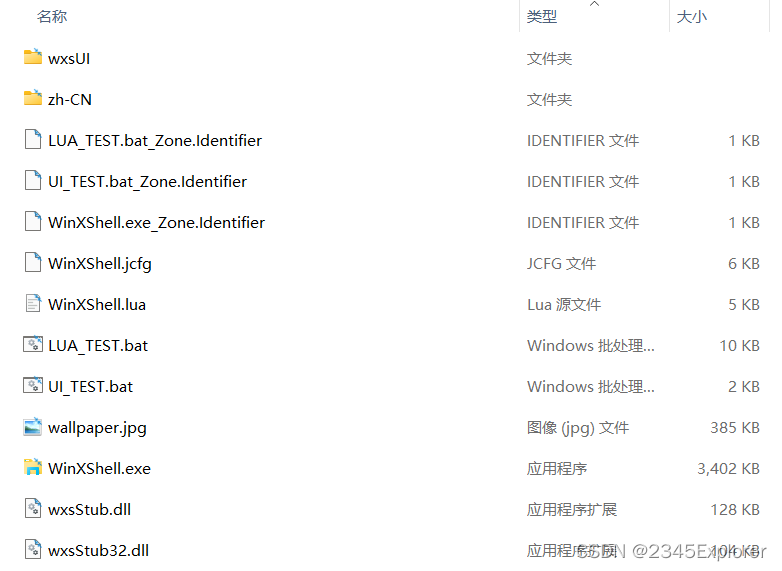 名称 类型 大小
wxsUI 文件夹
zh-CN 文件夹
LUA_TEST.bat_Zone.Identifier IDENTIFIER 文件 1 KB
UI_TEST.bat_Zone.Identifier IDENTIFIER 文件 1 KB
WinXShell.exe_Zone.Identifier IDENTIFIER 文件 1 KB
WinXShell.jcfg JCFG 文件 6 KB
WinXShell.lua Lua 源文件 5 KB
LUA_TEST.bat Windows 批处理... 10 KB
UI_TEST.bat Windows 批处理... 2 KB
wallpaper.jpg 图像 (jpg) 文件 385 KB
WinXShell.exe 应用程序 3,402 KB
wxsStub.dll 应用程序扩展 128 KB
wxsStub32.dll 应用程序扩展 104 KB
CSDN @2345Explorer